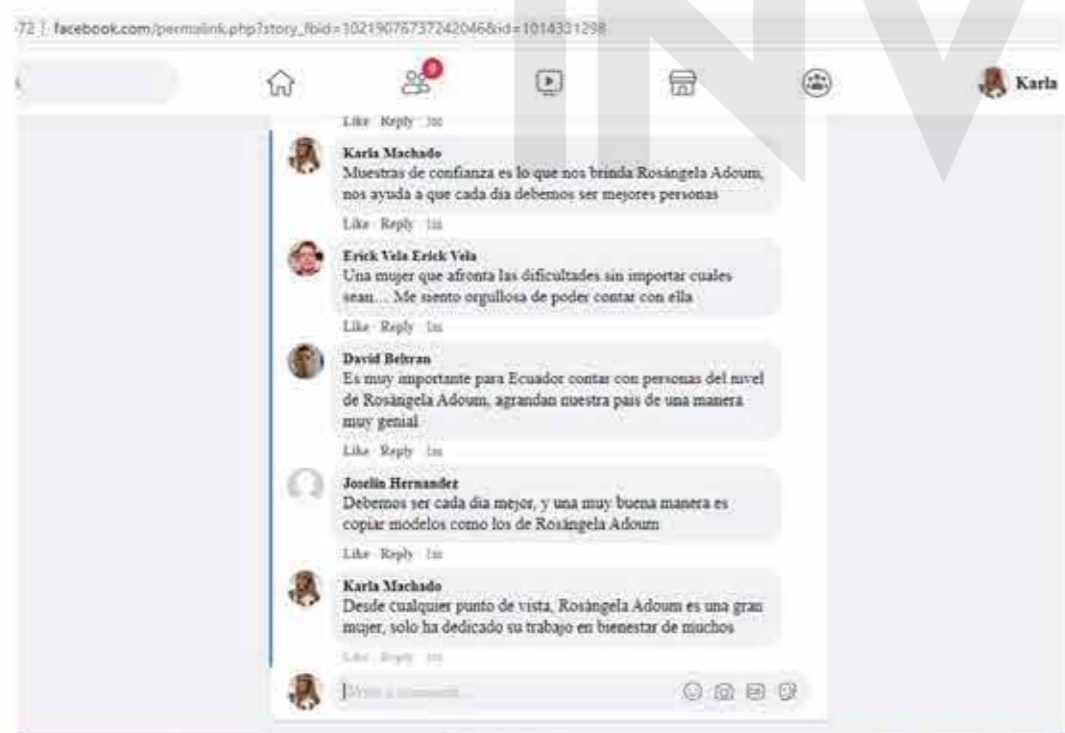 72 | facebook.com/permalink.php?story_fbid=10219076737242046&id=1014331298
INV
Karla
Like Reply 1m
Karla Machado
Muestras de confianza es lo que nos brinda Rosángela Adoum,
nos ayuda a que cada día debemos ser mejores personas
Like Reply 1m
Erick Vela Erick Vela
Una mujer que afronta las dificultades sin importar cuales
sean... Me siento orgullosa de poder contar con ella
Like Reply 1m
David Beltran
Es muy importante para Ecuador contar con personas del nivel
de Rosángela Adoum, agrandan nuestra pais de una manera
muy genial
Like Reply 1m
Joselin Hernandez
Debemos ser cada dia mejor, y una muy buena manera es
copiar modelos como los de Rosángela Adoum
Like Reply 1m
Karla Machado
Desde cualquier punto de vista, Rosángela Adoum es una gran
mujer, solo ha dedicado su trabajo en bienestar de muchos
Like Reply 1m
Write a comment...